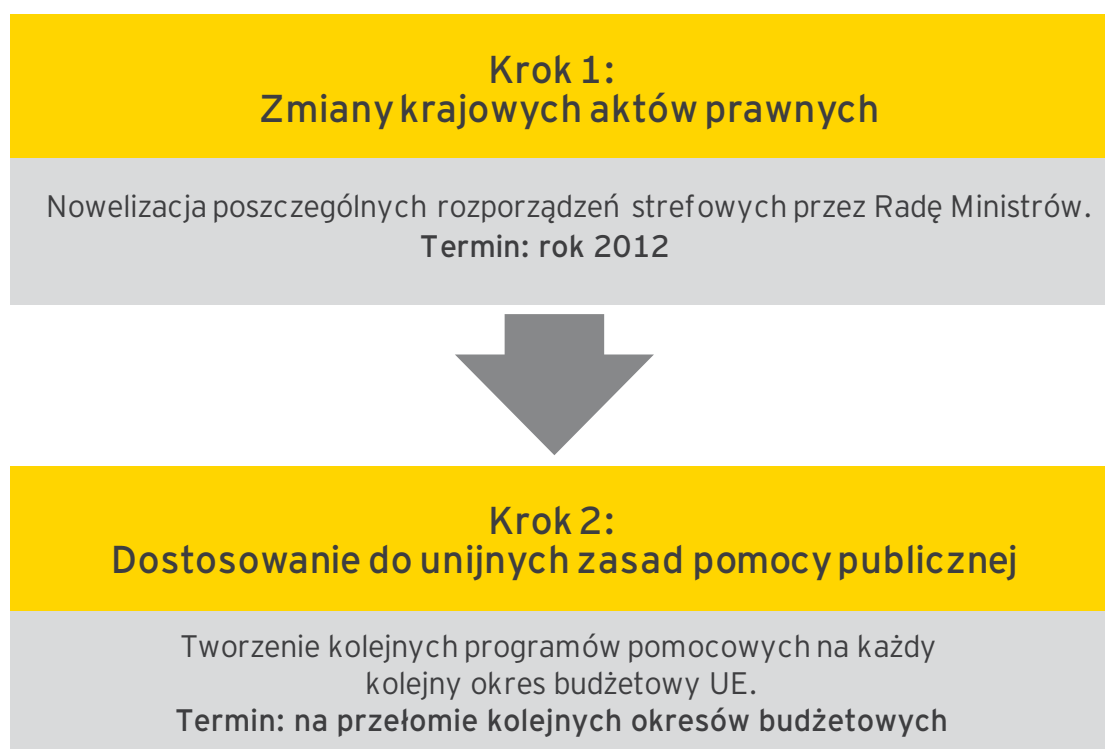 Krok 1:
Zmiany krajowych aktów prawnych
Nowelizacja poszczególnych rozporządzeń strefowych przez Radę Ministrów.
Termin: rok 2012
Krok 2:
Dostosowanie do unijnych zasad pomocy publicznej
Tworzenie kolejnych programów pomocowych na każdy
kolejny okres budżetowy UE.
Termin: na przełomie kolejnych okresów budżetowych